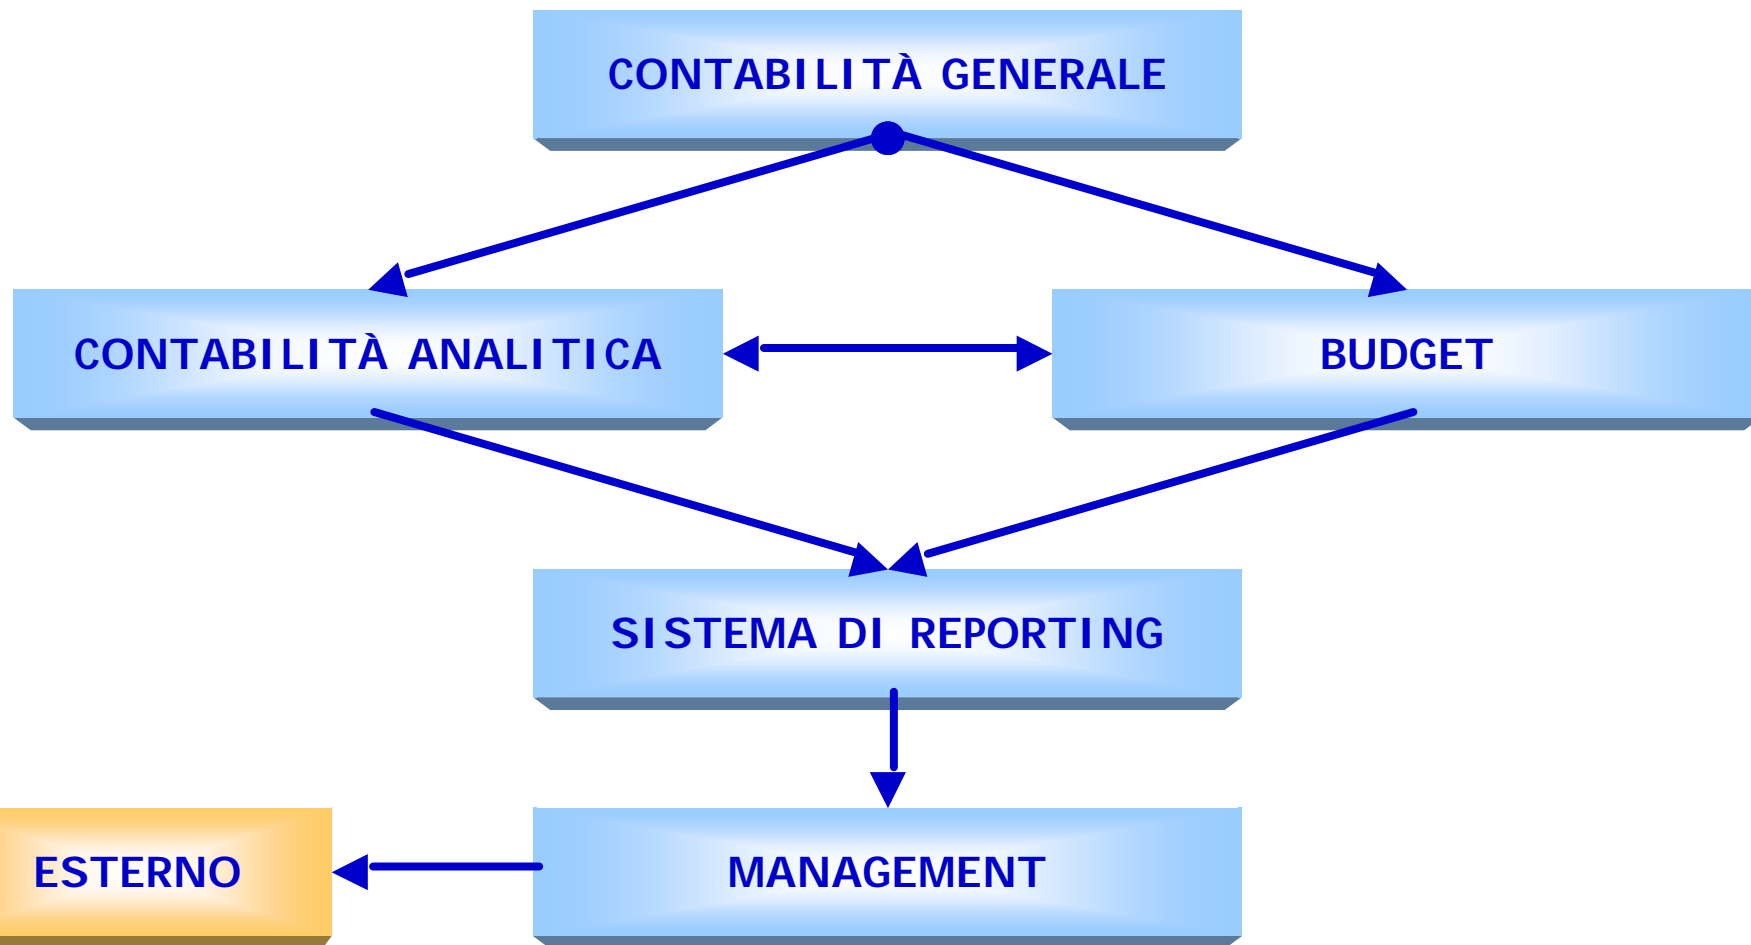 CONTABILITÀ GENERALE
CONTABILITÀ ANALITICA
BUDGET
SISTEMA DI REPORTING
ESTERNO
MANAGEMENT